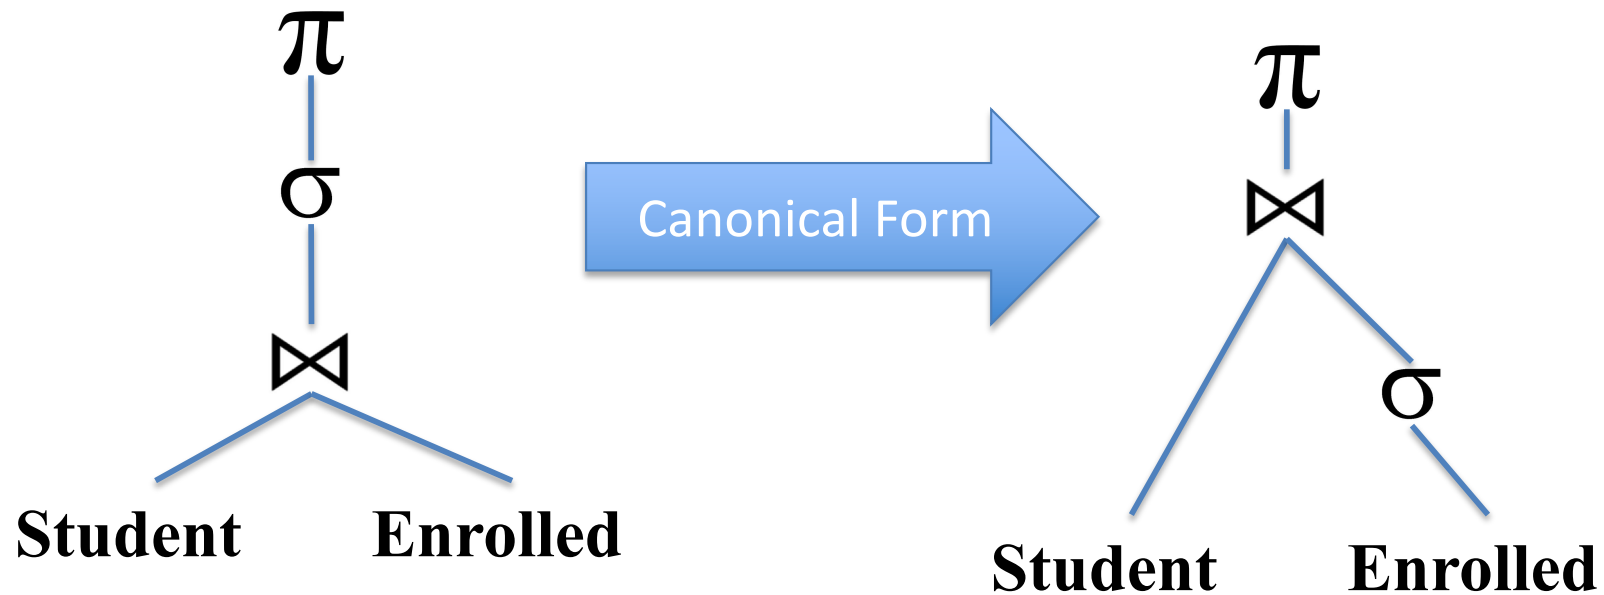 π
σ
⋈
Student Enrolled
Canonical Form
π
⋈
σ
Student Enrolled